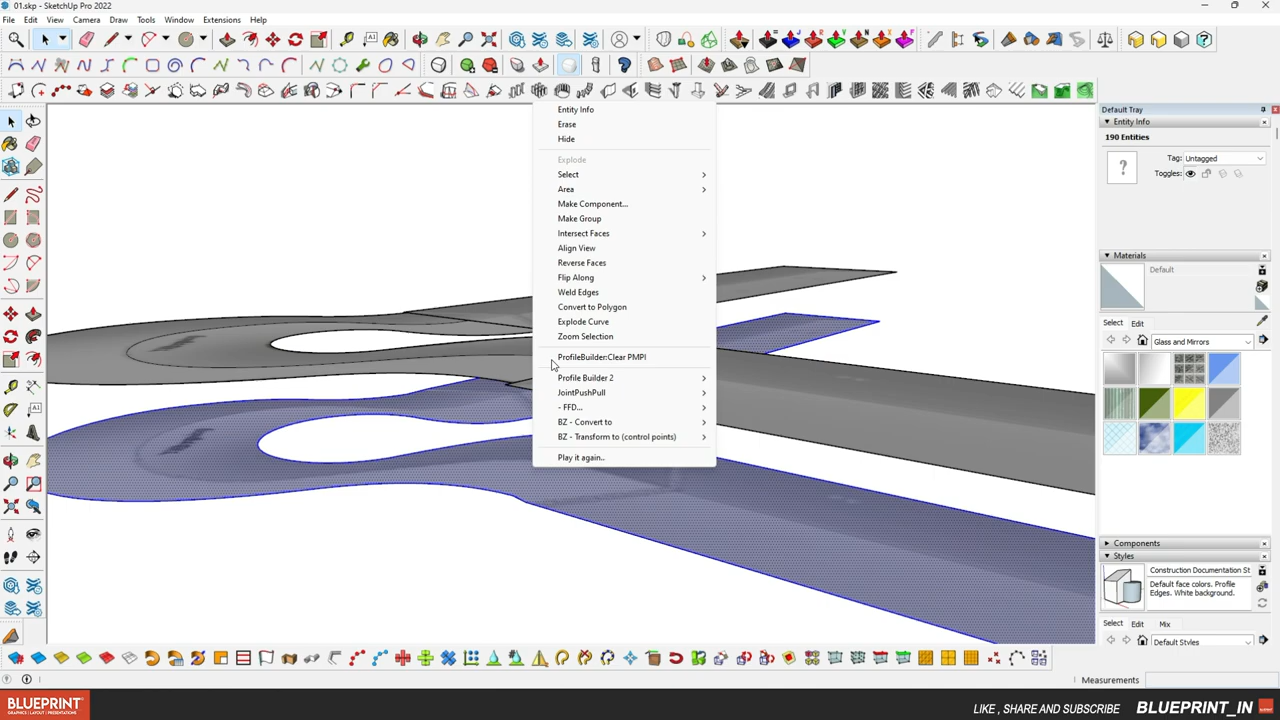 01.skp - SketchUp Pro 2022
File Edit View Camera Draw Tools Window Extensions Help
Entity Info
Erase
Hide
Explode
Select
Area
Make Component...
Make Group
Intersect Faces
Align View
Reverse Faces
Flip Along
Weld Edges
Convert to Polygon
Explode Curve
Zoom Selection
ProfileBuilder:Clear PMPI
Profile Builder 2
JointPushPull
- FFD...
BZ - Convert to
BZ - Transform to (control points)
Play it again..
Default Tray
Entity Info
190 Entities
Tag: Untagged
Toggles:
Materials
Default
Select Edit
Glass and Mirrors
Components
Styles
Construction Documentation St
Default face colors. Profile
Edges. White background.
Select Edit Mix
Default Styles
Measurements
BLUEPRINT
GRAPHICS | LAYOUT | PRESENTATIONS
LIKE , SHARE AND SUBSCRIBE BLUEPRINT_IN